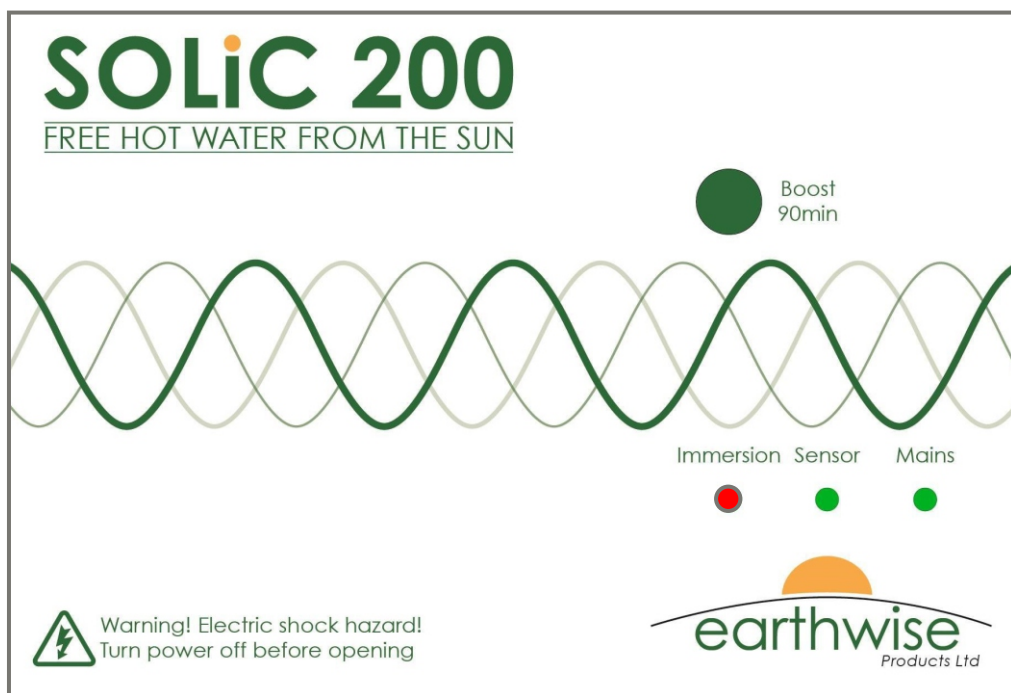 SOLiC 200
FREE HOT WATER FROM THE SUN
Boost
90min
Immersion Sensor Mains
Warning! Electric shock hazard!
Turn power off before opening
earthwise
Products Ltd